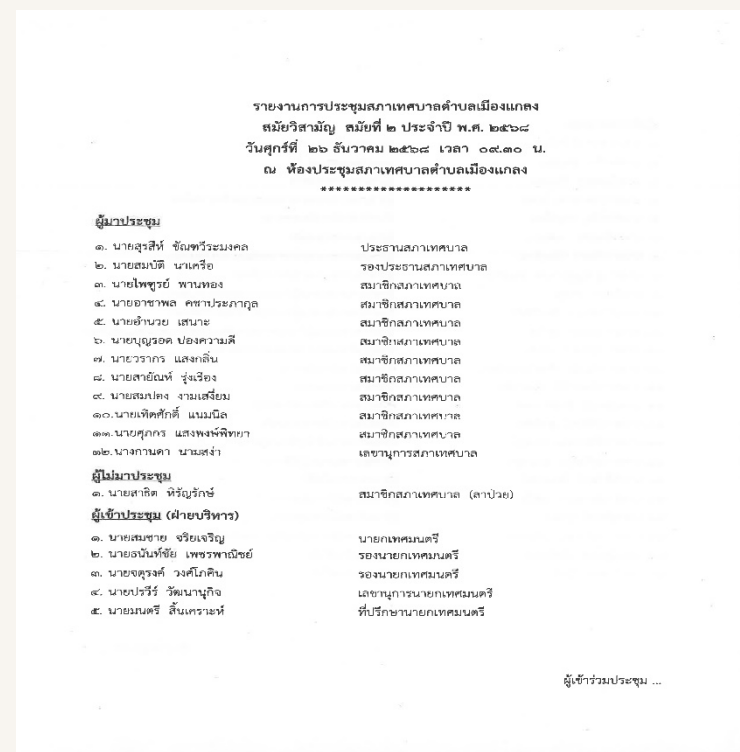 รายงานการประชุมสภาเทศบาลตำบลเมืองแกลง
สมัยวิสามัญ สมัยที่ ๒ ประจำปี พ.ศ. ๒๕๖๘
วันศุกร์ที่ ๒๖ ธันวาคม ๒๕๖๘ เวลา ๐๙.๓๐ น.
ณ ห้องประชุมสภาเทศบาลตำบลเมืองแกลง
********************
ผู้มาประชุม
๑. นายสุรสีห์ ขัณฑวีระมงคล ประธานสภาเทศบาล
๒. นายสมบัติ นาเครือ รองประธานสภาเทศบาล
๓. นายไพฑูรย์ พานทอง สมาชิกสภาเทศบาล
๔. นายอาชาพล คชาประภากุล สมาชิกสภาเทศบาล
๕. นายอำนวย เสนาะ สมาชิกสภาเทศบาล
๖. นายบุญรอด ปองความดี สมาชิกสภาเทศบาล
๗. นายวรากร แสงกลิ่น สมาชิกสภาเทศบาล
๘. นายสายัณห์ รุ่งเรือง สมาชิกสภาเทศบาล
๙. นายสมปอง งามเสงี่ยม สมาชิกสภาเทศบาล
๑๐.นายเทิดศักดิ์ แนมนิล สมาชิกสภาเทศบาล
๑๑.นายศุภกร แสงพงษ์พิทยา สมาชิกสภาเทศบาล
๑๒.นางกานดา นามสง่า เลขานุการสภาเทศบาล
ผู้ไม่มาประชุม
๑. นายสาธิต หิรัญรักษ์ สมาชิกสภาเทศบาล (ลาป่วย)
ผู้เข้าประชุม (ฝ่ายบริหาร)
๑. นายสมชาย จริยเจริญ นายกเทศมนตรี
๒. นายธนันท์ชัย เพชรพาณิชย์ รองนายกเทศมนตรี
๓. นายจตุรงค์ วงศ์โภคิน รองนายกเทศมนตรี
๔. นายปรวีร์ วัฒนานุกิจ เลขานุการนายกเทศมนตรี
๕. นายมนตรี สิ้นเคราะห์ ที่ปรึกษานายกเทศมนตรี
ผู้เข้าร่วมประชุม ...